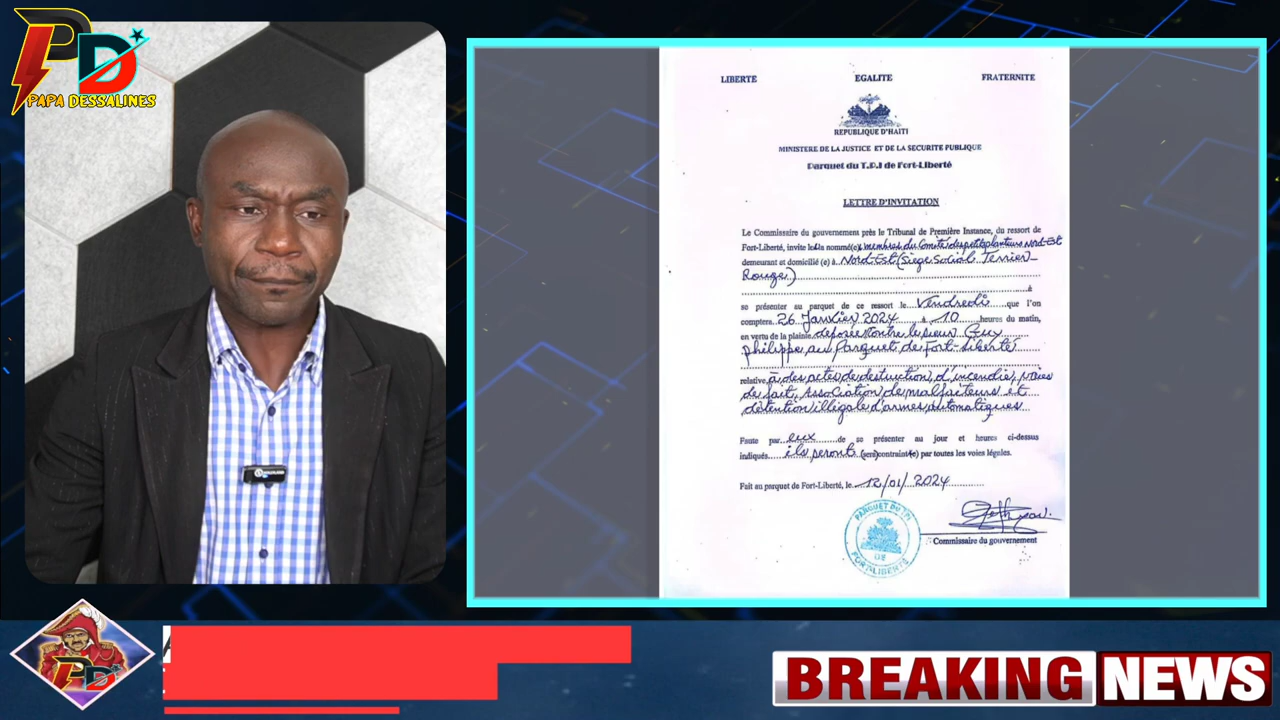 PD
PAPA DESSALINES
LIBERTE EGALITE FRATERNITE
REPUBLIQUE D'HAITI
MINISTERE DE LA JUSTICE ET DE LA SECURITE PUBLIQUE
Parquet du T.P.I de Fort-Liberté
LETTRE D'INVITATION
Le Commissaire du gouvernement près le Tribunal de Première Instance, du ressort de
Fort-Liberté, invite le/la nommé(e) membres du Comité des petits planteurs Nord-Est
demeurant et domicilié (e) à Nord-Est (Siège Social Terrier-
Rouge)
à
se présenter au parquet de ce ressort le Vendredi que l'on
comptera 26 Janvier 2024 à 10 heures du matin,
en vertu de la plainte déposée contre le sieur Guy
philippe, au Parquet de Fort-Liberté
relative à des actes de destruction, d'incendie, voies
de fait, Association de malfaiteurs et
détention illégale d'armes automatiques
Faute par eux de se présenter au jour et heures ci-dessus
indiqués ils seront (sera) contraint(e) par toutes les voies légales.
Fait au parquet de Fort-Liberté, le 12/01/2024
PARQUET DU TPI
DE
FORT-LIBERTE
Commissaire du gouvernement
PD
BREAKING NEWS